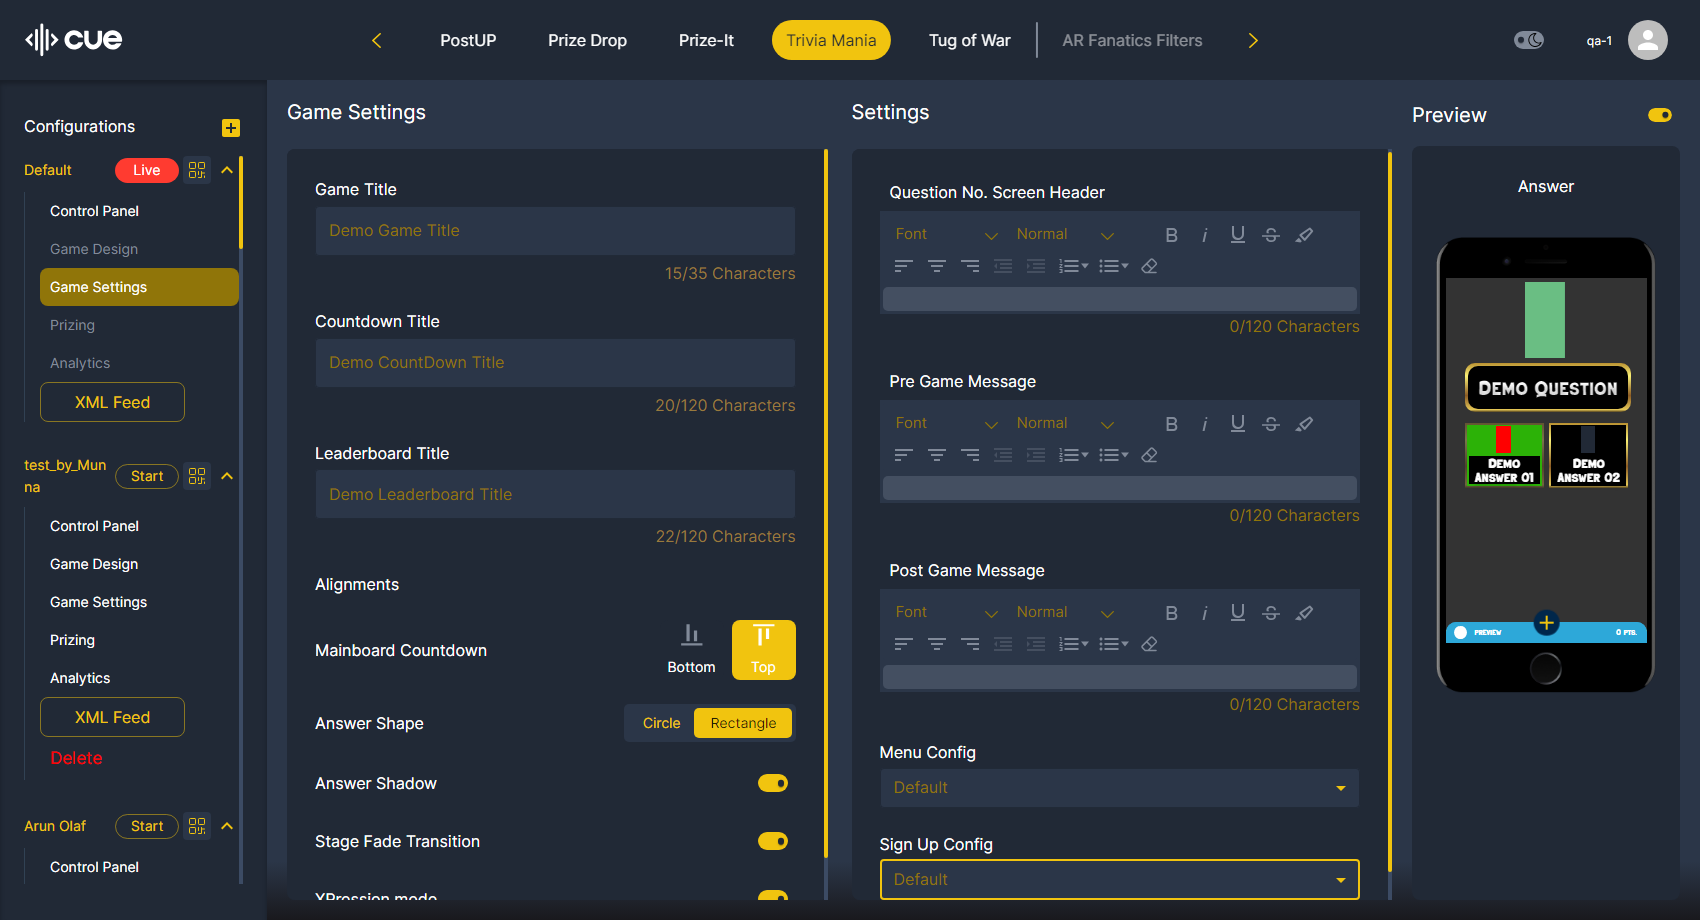 cue
PostUP
Prize Drop
Prize-It
Trivia Mania
Tug of War
AR Fanatics Filters
qa-1
Configurations
Default
Live
Control Panel
Game Design
Game Settings
Prizing
Analytics
XML Feed
test_by_Mun
na
Start
Control Panel
Game Design
Game Settings
Prizing
Analytics
XML Feed
Delete
Arun Olaf
Start
Control Panel
Game Settings
Game Title
Demo Game Title
15/35 Characters
Countdown Title
Demo CountDown Title
20/120 Characters
Leaderboard Title
Demo Leaderboard Title
22/120 Characters
Alignments
Mainboard Countdown
Bottom
Top
Answer Shape
Circle
Rectangle
Answer Shadow
Stage Fade Transition
XPression mode
Settings
Question No. Screen Header
Font
Normal
B
i
U
S
0/120 Characters
Pre Game Message
Font
Normal
B
i
U
S
0/120 Characters
Post Game Message
Font
Normal
B
i
U
S
0/120 Characters
Menu Config
Default
Sign Up Config
Default
Preview
Answer
DEMO QUESTION
DEMO
ANSWER 01
DEMO
ANSWER 02
PREVIEW
0 PTS.